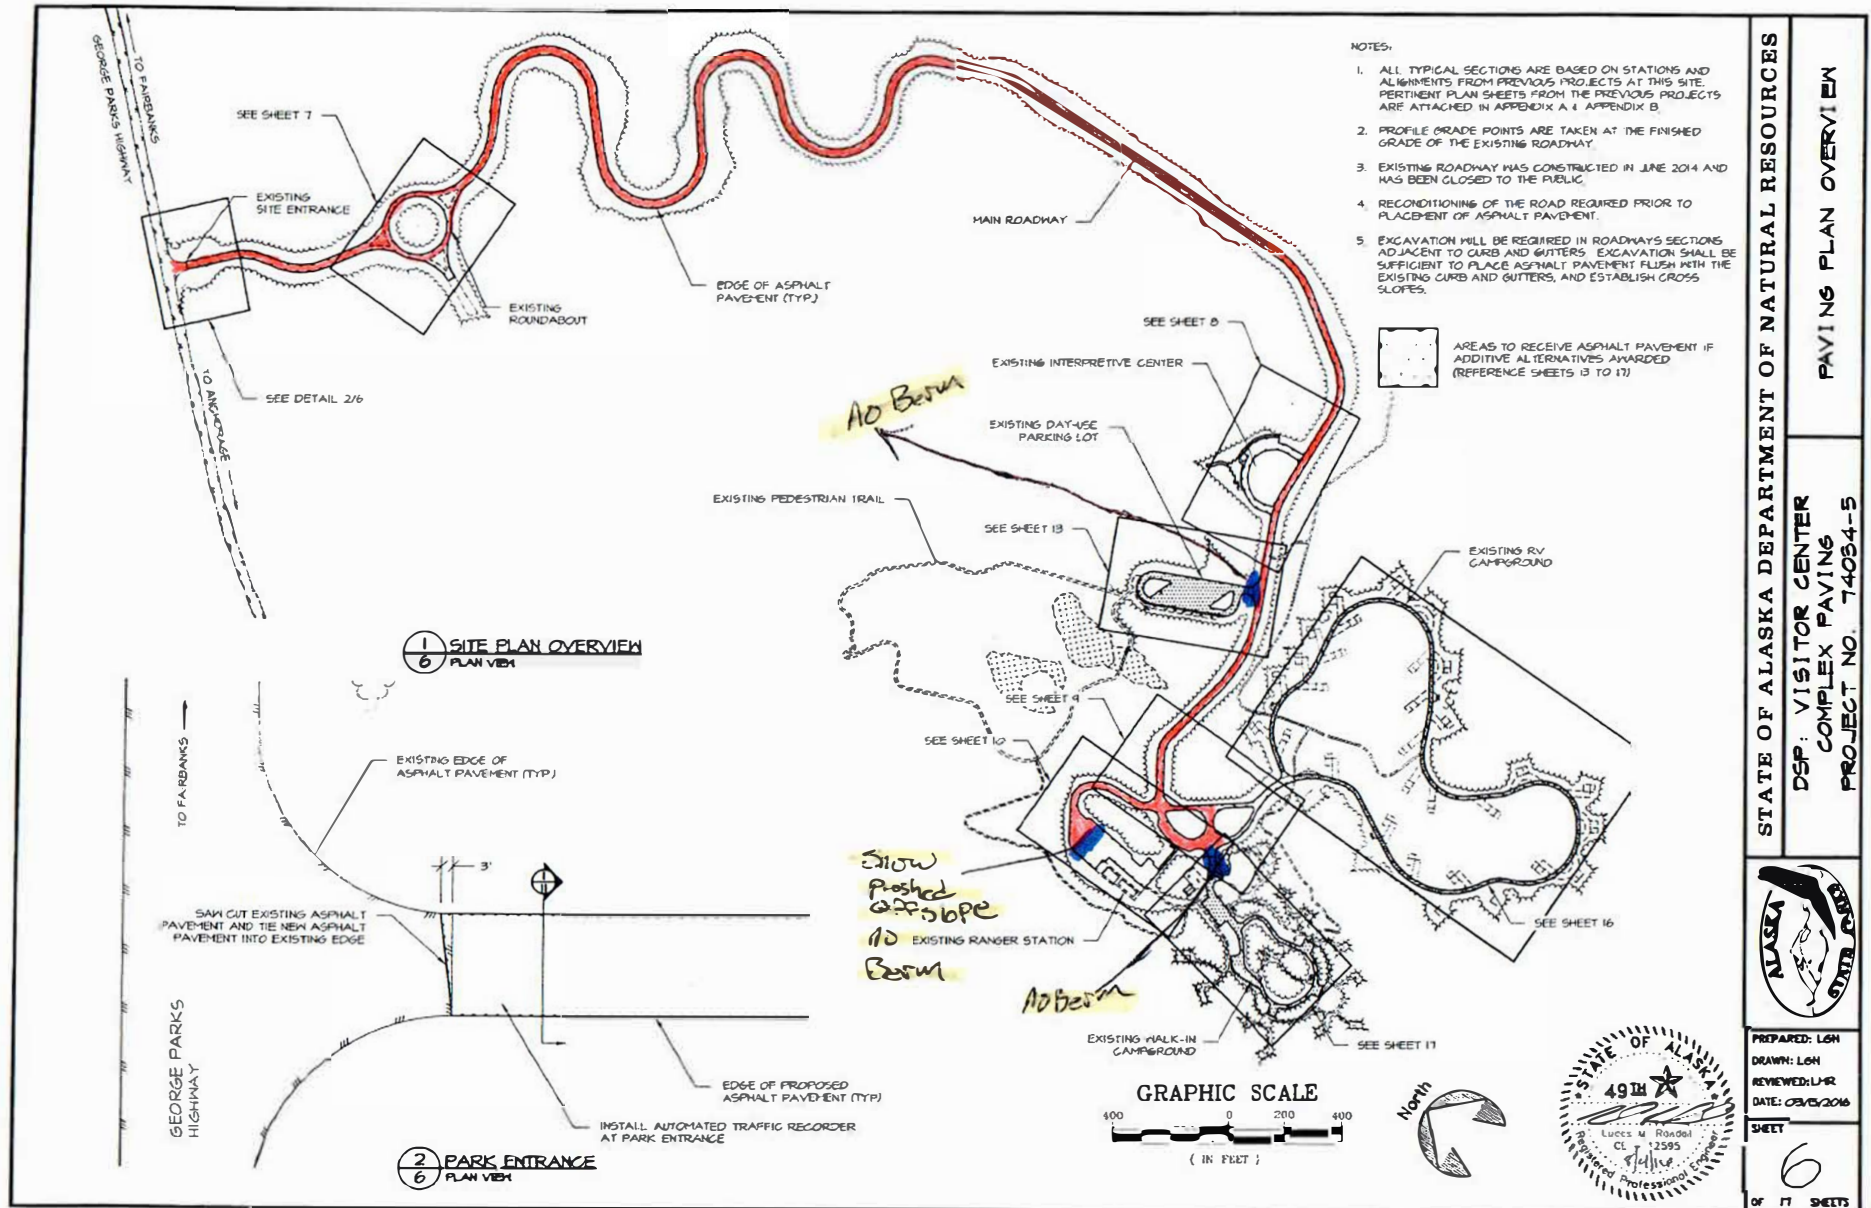 TO FAIRBANKS
GEORGE PARKS HIGHWAY
SEE SHEET 7
EXISTING
SITE ENTRANCE
EXISTING
ROUNDABOUT
EDGE OF ASPHALT
PAVEMENT (TYP.)
SEE DETAIL 2/6
TO ANCHORAGE
MAIN ROADWAY
NOTES:
1. ALL TYPICAL SECTIONS ARE BASED ON STATIONS AND
ALIGNMENTS FROM PREVIOUS PROJECTS AT THIS SITE.
PERTINENT PLAN SHEETS FROM THE PREVIOUS PROJECTS
ARE ATTACHED IN APPENDIX A & APPENDIX B.
2. PROFILE GRADE POINTS ARE TAKEN AT THE FINISHED
GRADE OF THE EXISTING ROADWAY
3. EXISTING ROADWAY WAS CONSTRUCTED IN JUNE 2014 AND
HAS BEEN CLOSED TO THE PUBLIC
4. RECONDITIONING OF THE ROAD REQUIRED PRIOR TO
PLACEMENT OF ASPHALT PAVEMENT.
5 EXCAVATION WILL BE REQUIRED IN ROADWAYS SECTIONS
ADJACENT TO CURB AND GUTTERS EXCAVATION SHALL BE
SUFFICIENT TO PLACE ASPHALT PAVEMENT FLUSH WITH THE
EXISTING CURB AND GUTTERS, AND ESTABLISH CROSS
SLOPES.
AREAS TO RECEIVE ASPHALT PAVEMENT IF
ADDITIVE ALTERNATIVES AWARDED
(REFERENCE SHEETS 13 TO 17)
SEE SHEET 8
EXISTING INTERPRETIVE CENTER
No Berm
EXISTING DAY-USE
PARKING LOT
EXISTING PEDESTRIAN TRAIL
SEE SHEET 13
EXISTING RV
CAMPGROUND
SEE SHEET 9
SEE SHEET 10
Snow
Pushed
off slope
No
Berm
EXISTING RANGER STATION
No Berm
SEE SHEET 16
EXISTING WALK-IN
CAMPGROUND
SEE SHEET 17
1
6
SITE PLAN OVERVIEW
PLAN VIEW
TO FAIRBANKS
EXISTING EDGE OF
ASPHALT PAVEMENT (TYP.)
3'
1
SAW CUT EXISTING ASPHALT
PAVEMENT AND TIE NEW ASPHALT
PAVEMENT INTO EXISTING EDGE
GEORGE PARKS
HIGHWAY
EDGE OF PROPOSED
ASPHALT PAVEMENT (TYP)
INSTALL AUTOMATED TRAFFIC RECORDER
AT PARK ENTRANCE
2
6
PARK ENTRANCE
PLAN VIEW
GRAPHIC SCALE
400 0 200 400
( IN FEET )
North
STATE OF ALASKA
49TH
Lucas M Randall
CE 12595
Registered Professional Engineer
STATE OF ALASKA DEPARTMENT OF NATURAL RESOURCES
PAVING PLAN OVERVIEW
DSP: VISITOR CENTER
COMPLEX PAVING
PROJECT NO. 74034-5
ALASKA
STATE PARKS
PREPARED: LGH
DRAWN: LGH
REVIEWED: LMR
DATE: 03/15/2016
SHEET
6
OF 17 SHEETS